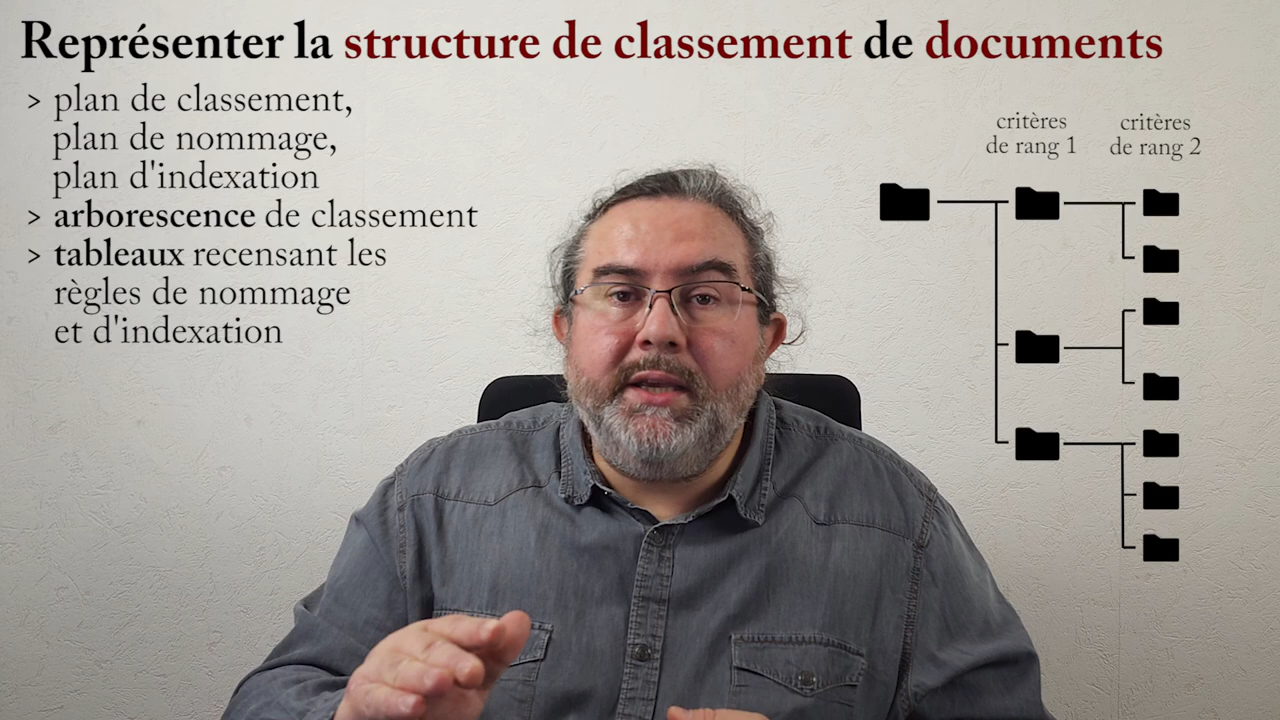 Représenter la structure de classement de documents
> plan de classement,
plan de nommage,
plan d'indexation
> arborescence de classement
> tableaux recensant les
règles de nommage
et d'indexation
critères
de rang 1
critères
de rang 2